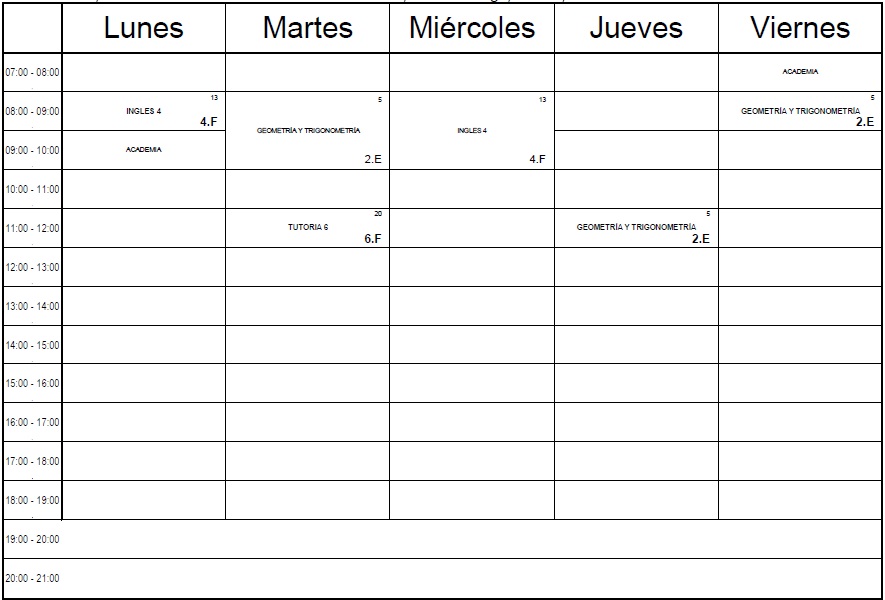 Lunes Martes Miércoles Jueves Viernes
07:00 - 08:00 ACADEMIA
08:00 - 09:00 INGLES 4 13 4.F GEOMETRÍA Y TRIGONOMETRÍA 5 2.E INGLES 4 13 4.F GEOMETRÍA Y TRIGONOMETRÍA 5 2.E
09:00 - 10:00 ACADEMIA
10:00 - 11:00
11:00 - 12:00 TUTORIA 6 20 6.F GEOMETRÍA Y TRIGONOMETRÍA 5 2.E
12:00 - 13:00
13:00 - 14:00
14:00 - 15:00
15:00 - 16:00
16:00 - 17:00
17:00 - 18:00
18:00 - 19:00
19:00 - 20:00
20:00 - 21:00